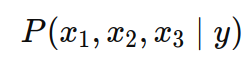 P(x₁, x₂, x₃ | y)